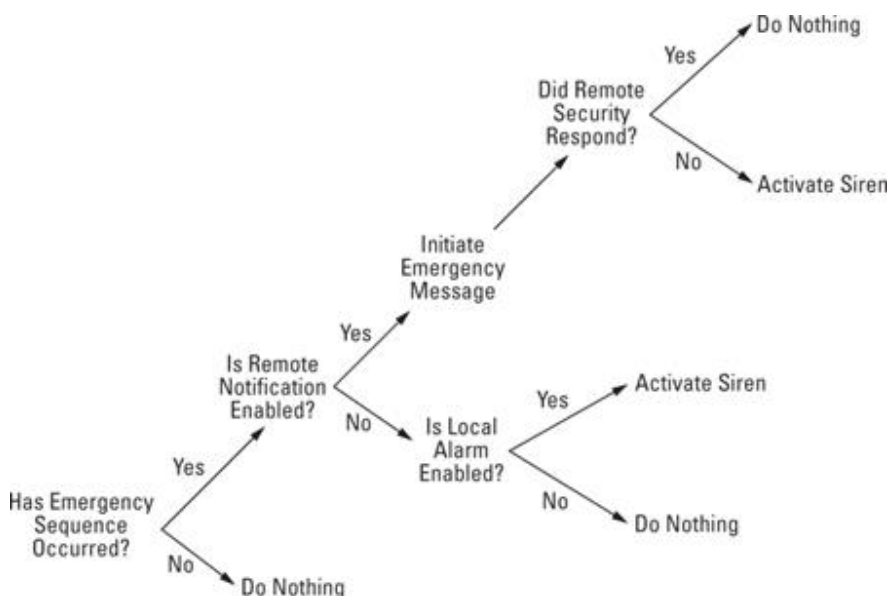 Do Nothing
Yes
Did Remote
Security
Respond?
No
Activate Siren
Initiate
Emergency
Message
Yes
Is Remote
Notification
Enabled?
No
Activate Siren
Yes
Is Local
Alarm
Enabled?
No
Do Nothing
Yes
Has Emergency
Sequence
Occurred?
No
Do Nothing